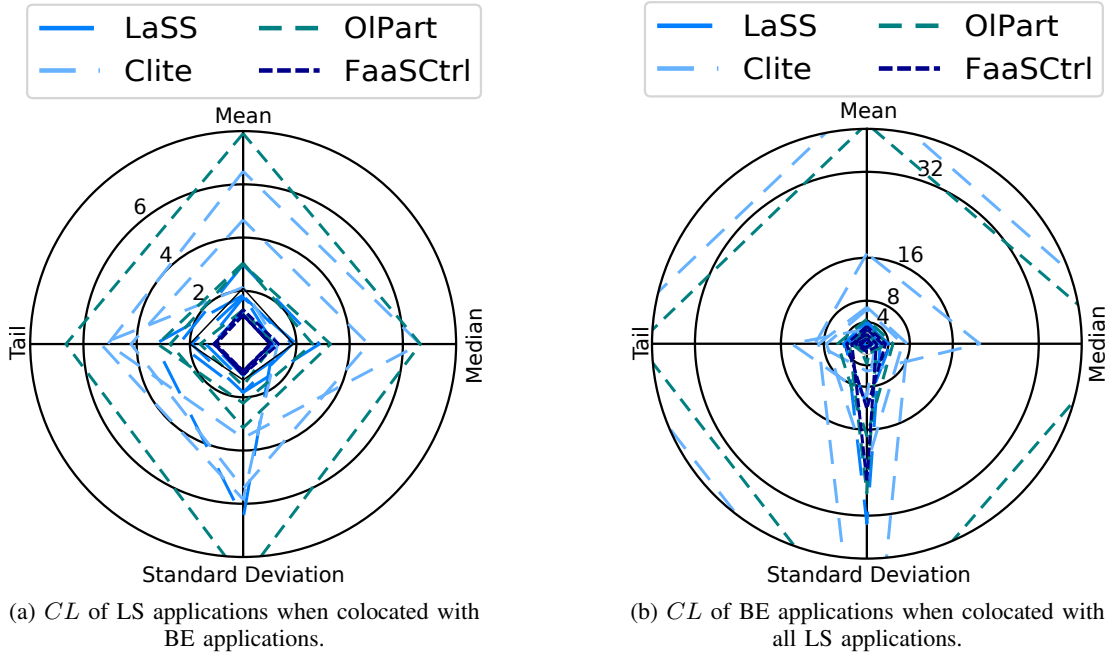 LaSS
OlPart
Clite
FaaSCtrl
Mean
6
4
2
Tail
Median
Standard Deviation
(a) CL of LS applications when colocated with
BE applications.
LaSS
OlPart
Clite
FaaSCtrl
Mean
32
16
8
4
Tail
Median
Standard Deviation
(b) CL of BE applications when colocated with
all LS applications.